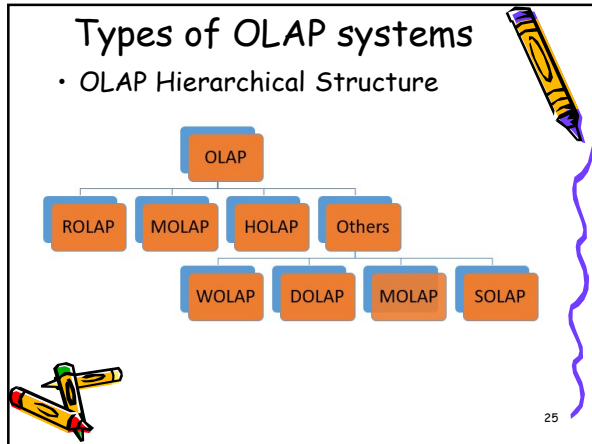 Types of OLAP systems
• OLAP Hierarchical Structure
OLAP
ROLAP MOLAP HOLAP Others
WOLAP DOLAP MOLAP SOLAP
25